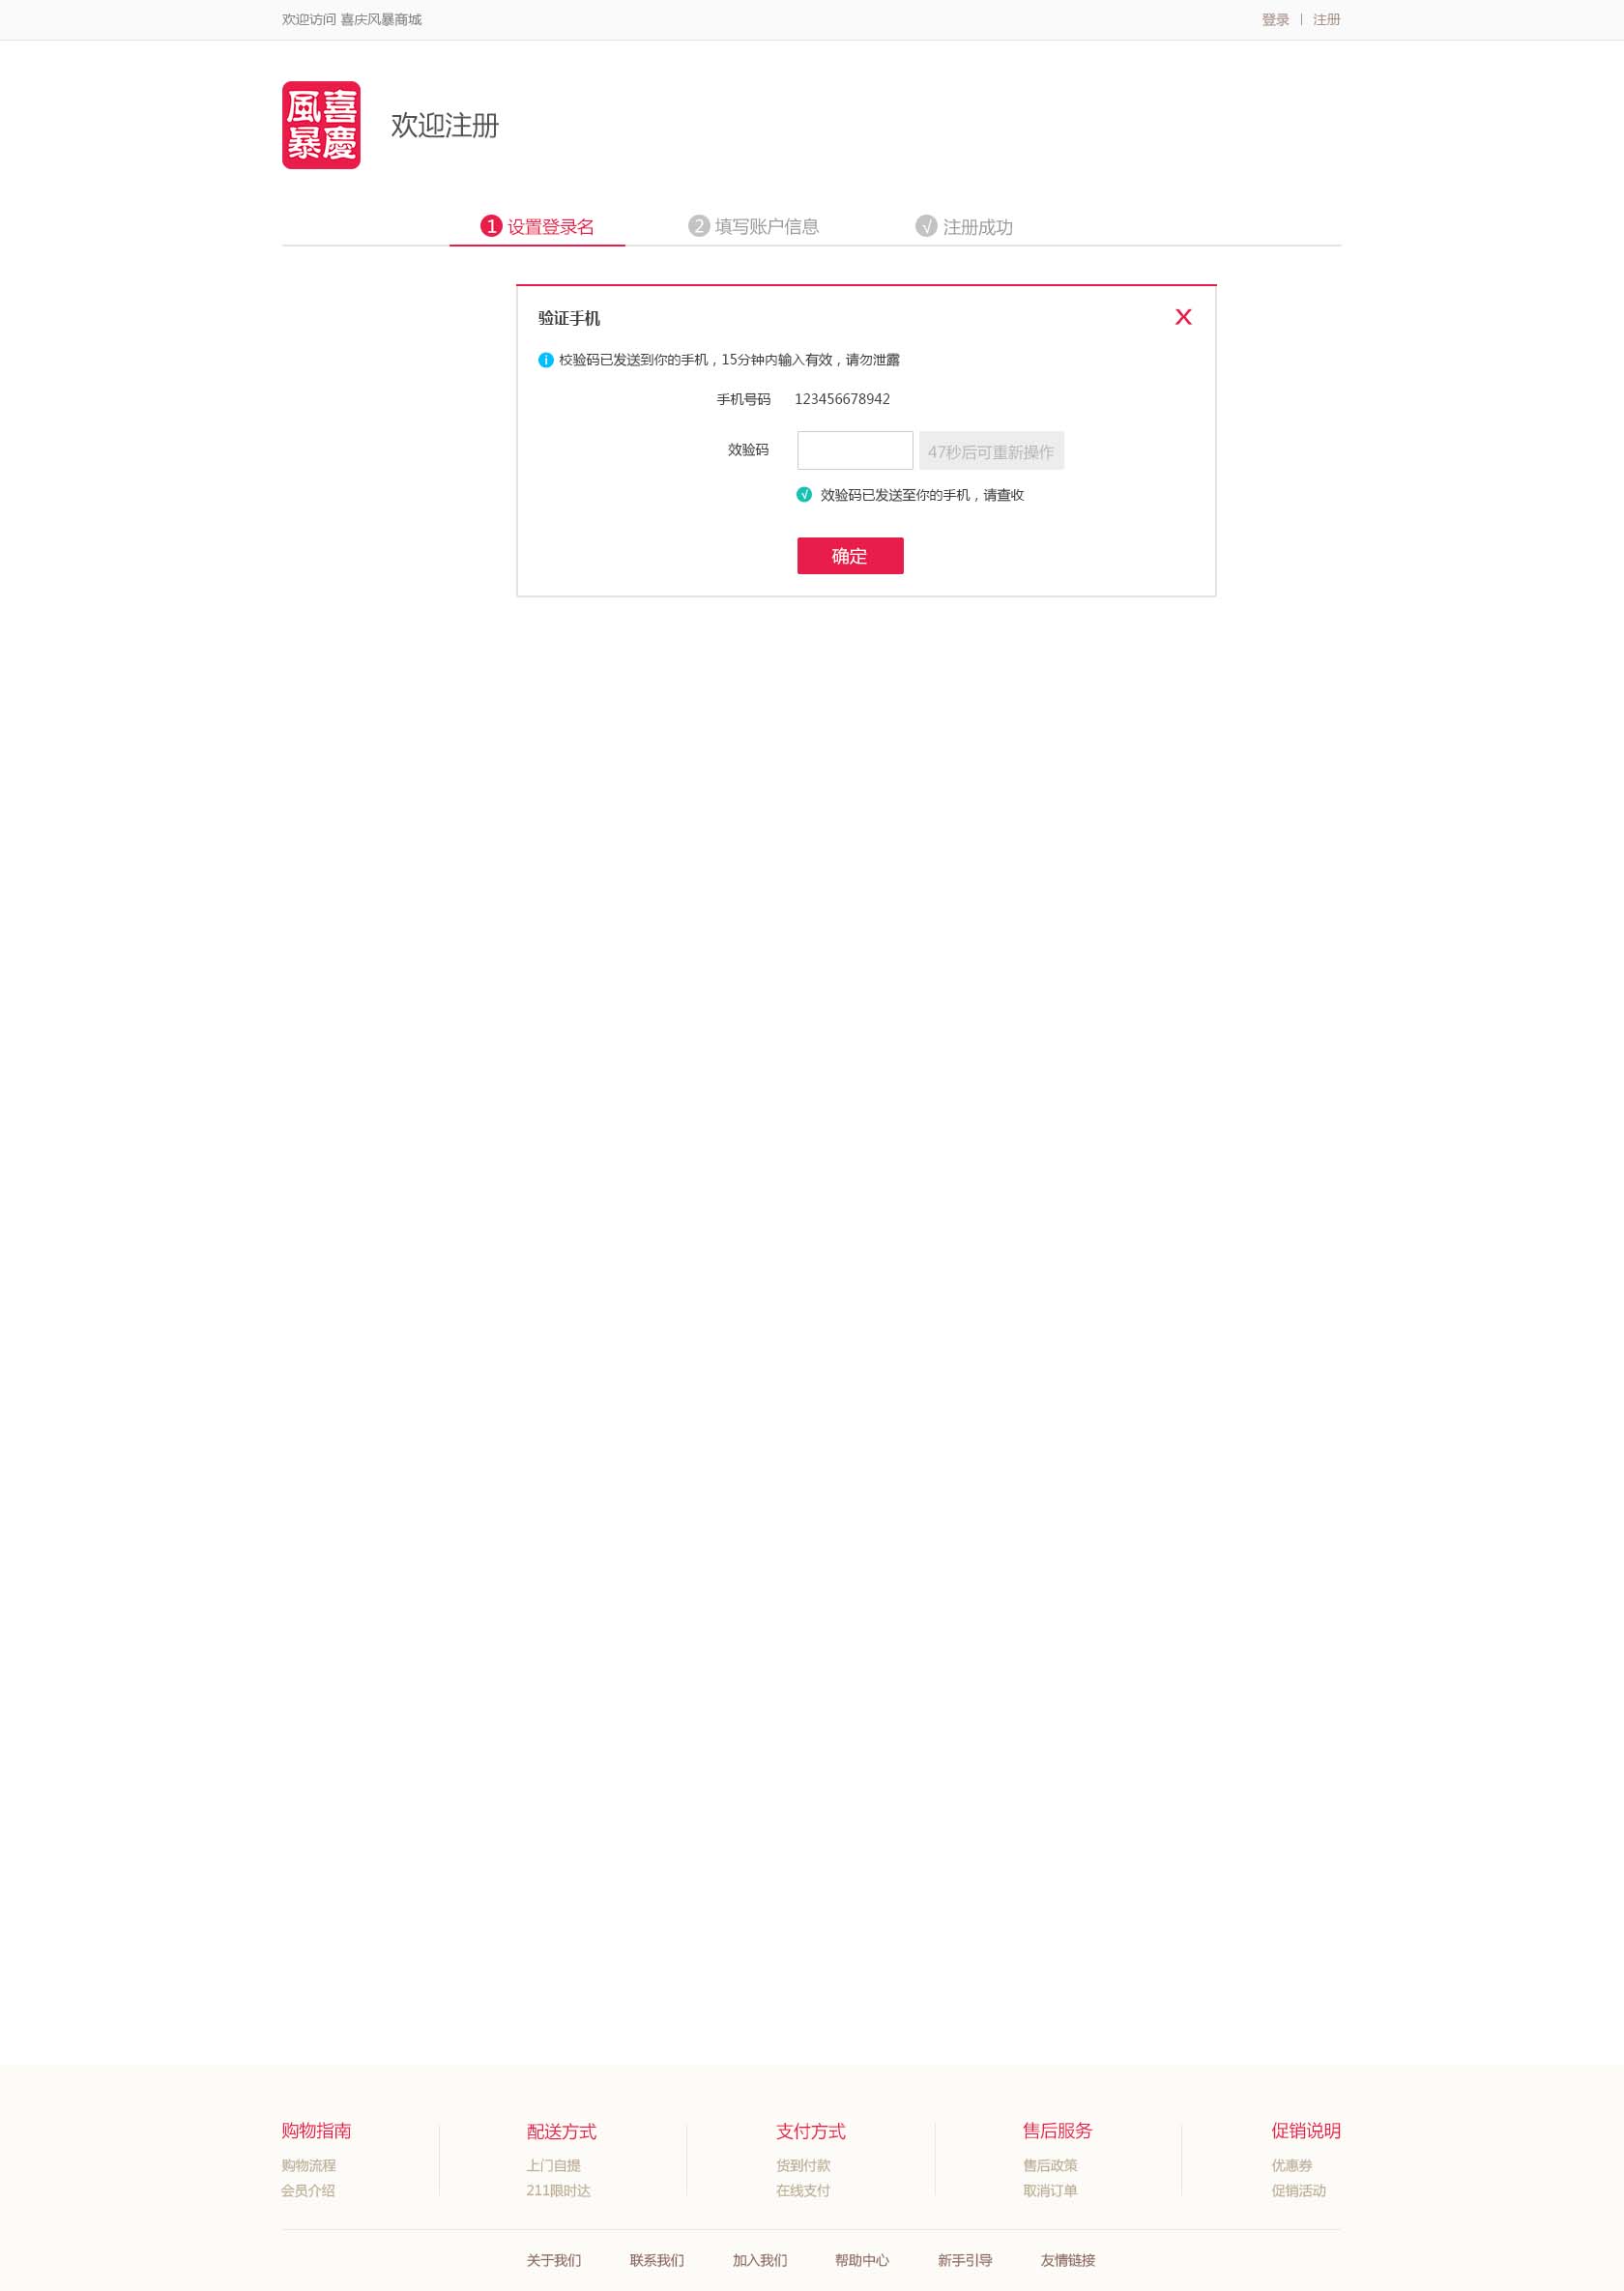 欢迎访问 喜庆风暴商城
登录 | 注册
喜慶
風暴
欢迎注册
1 设置登录名
2 填写账户信息
√ 注册成功
验证手机 X
i 校验码已发送到你的手机，15分钟内输入有效，请勿泄露
手机号码 123456678942
效验码 47秒后可重新操作
√ 效验码已发送至你的手机，请查收
确定
购物指南
购物流程
会员介绍
配送方式
上门自提
211限时达
支付方式
货到付款
在线支付
售后服务
售后政策
取消订单
促销说明
优惠券
促销活动
关于我们 联系我们 加入我们 帮助中心 新手引导 友情链接